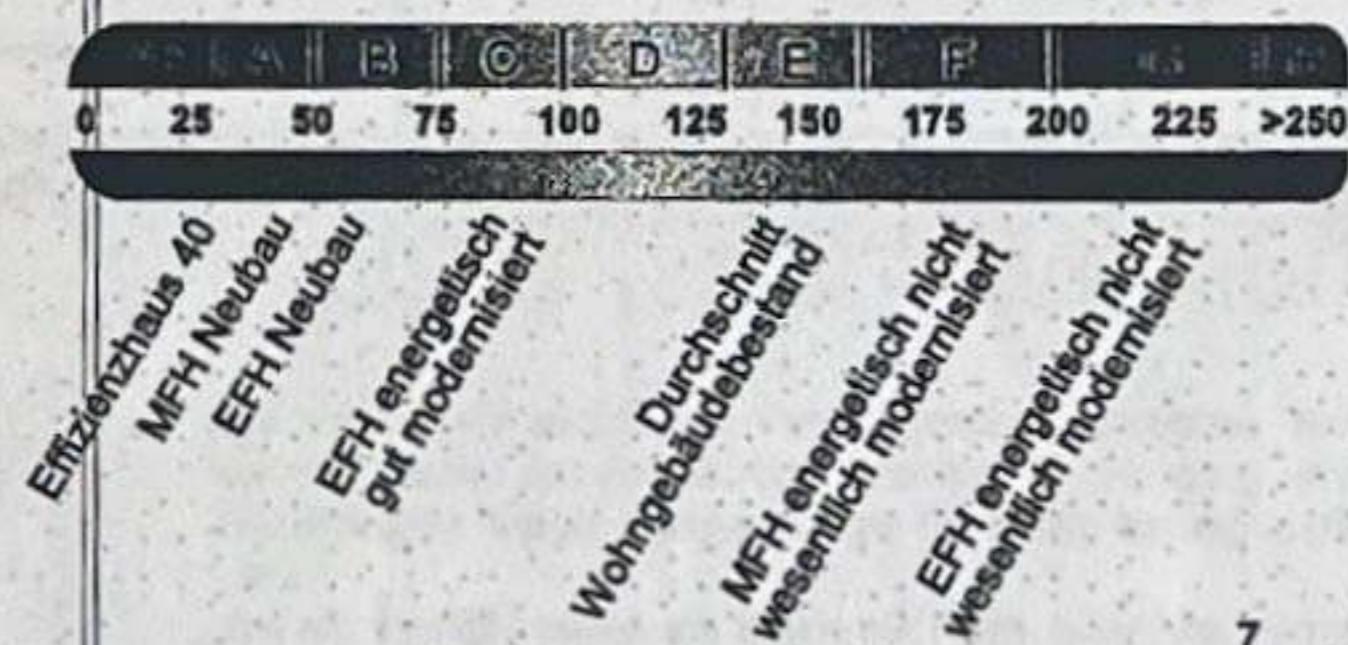 A B C D E F G
0 25 50 75 100 125 150 175 200 225 >250
Effizienzhaus 40
MFH Neubau
EFH Neubau
EFH energetisch
gut modernisiert
Durchschnitt
Wohngebäudebestand
MFH energetisch nicht
wesentlich modernisiert
EFH energetisch nicht
wesentlich modernisiert
7